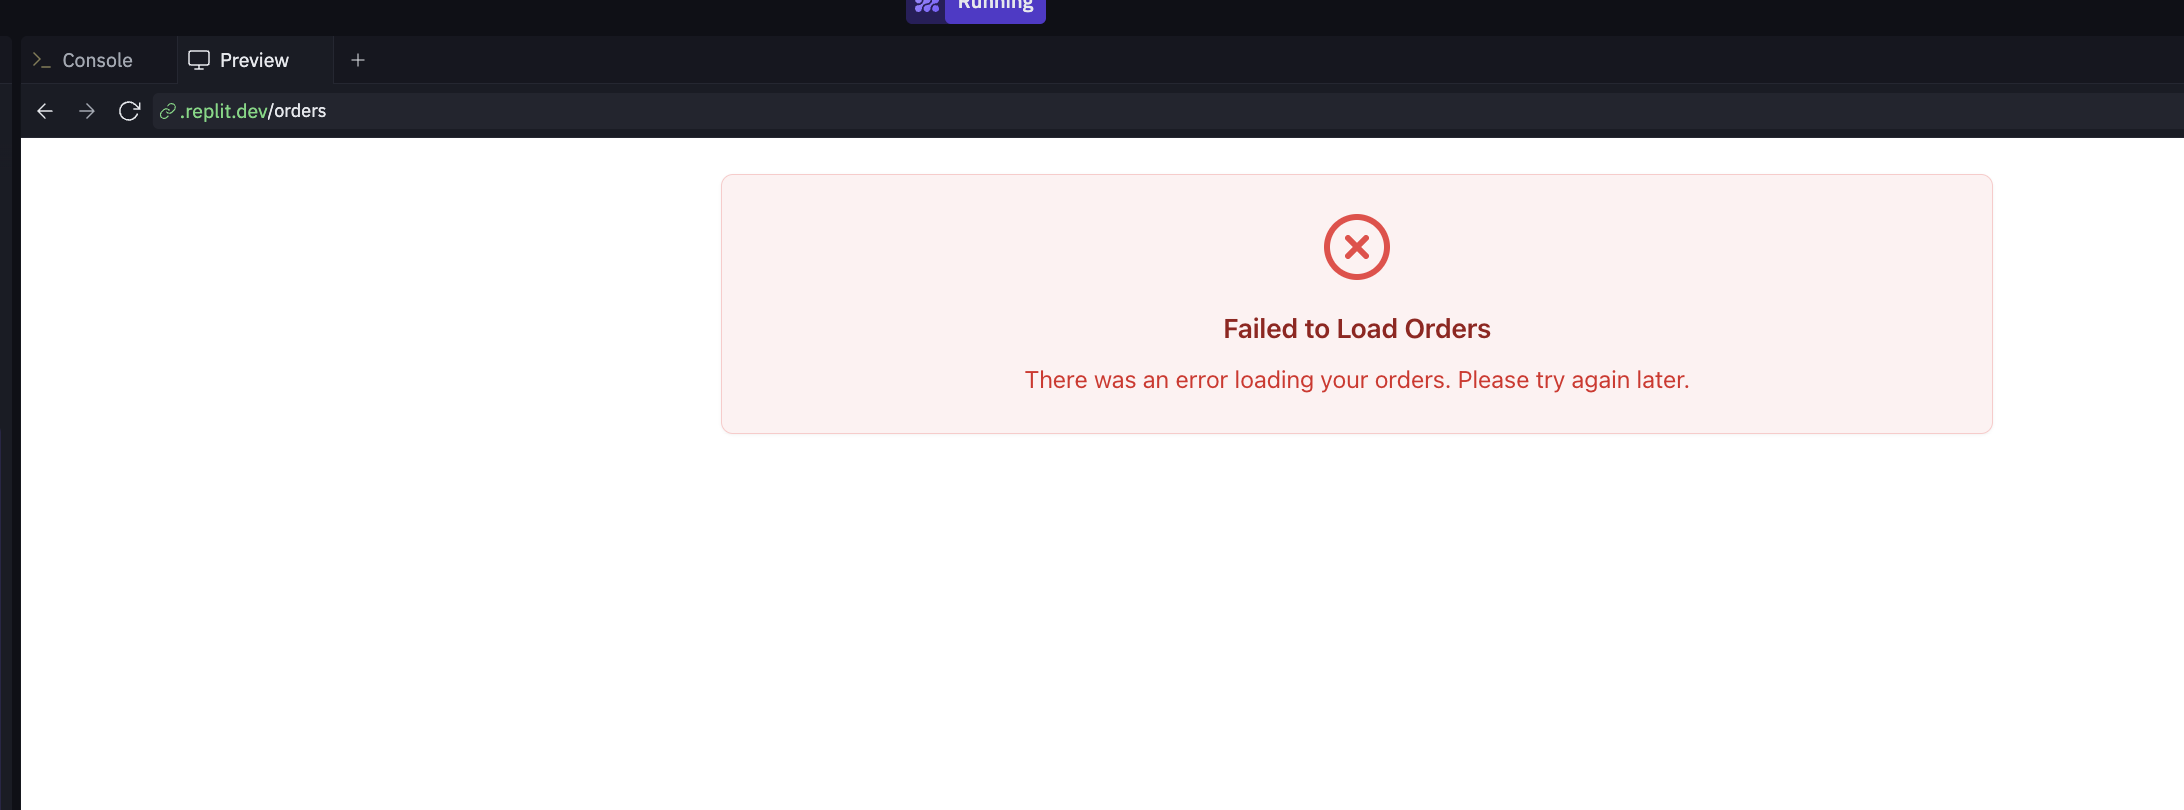 Running
Console
Preview
.replit.dev/orders
Failed to Load Orders
There was an error loading your orders. Please try again later.